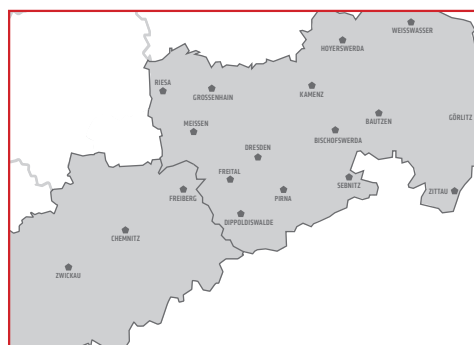 WEISSWASSER
HOYERSWERDA
RIESA
GROSSENHAIN
KAMENZ
MEISSEN
BAUTZEN
GÖRLITZ
BISCHOFSWERDA
DRESDEN
FREITAL
SEBNITZ
FREIBERG
PIRNA
ZITTAU
DIPPOLDISWALDE
CHEMNITZ
ZWICKAU